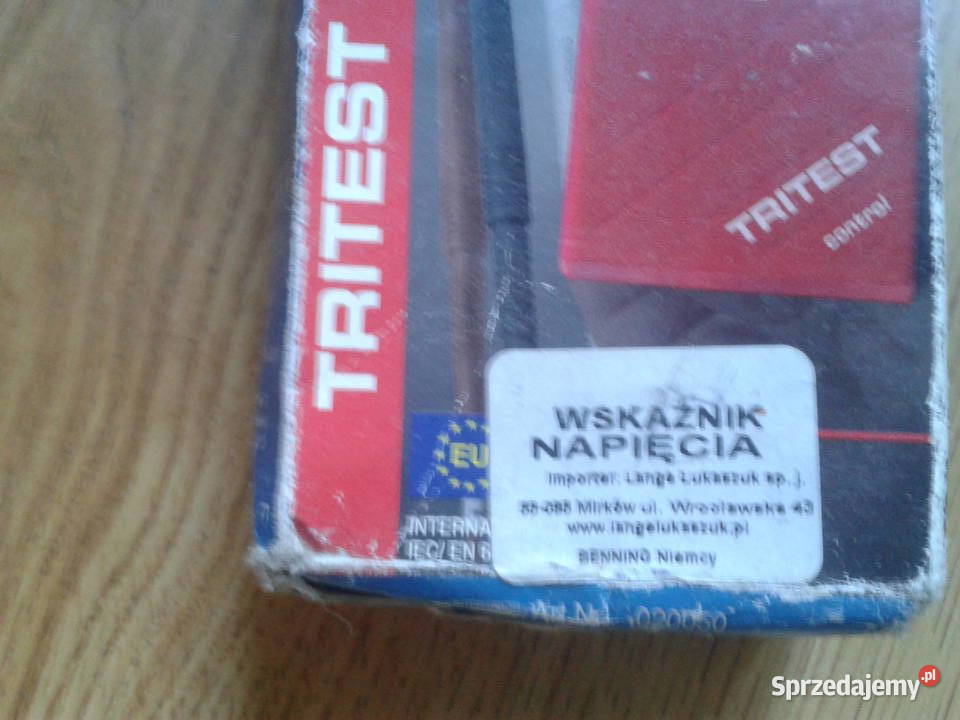 TRITEST
TRITEST
control
EU
INTERNA
IEC/ EN 6
WSKAŹNIK
NAPIĘCIA
Importer: Lange Łukaszuk sp. j.
55-095 Mirków ul. Wrocławska 43
www.langelukaszuk.pl
BENNING Niemcy
Art.-Nr.:
Sprzedajemy.pl